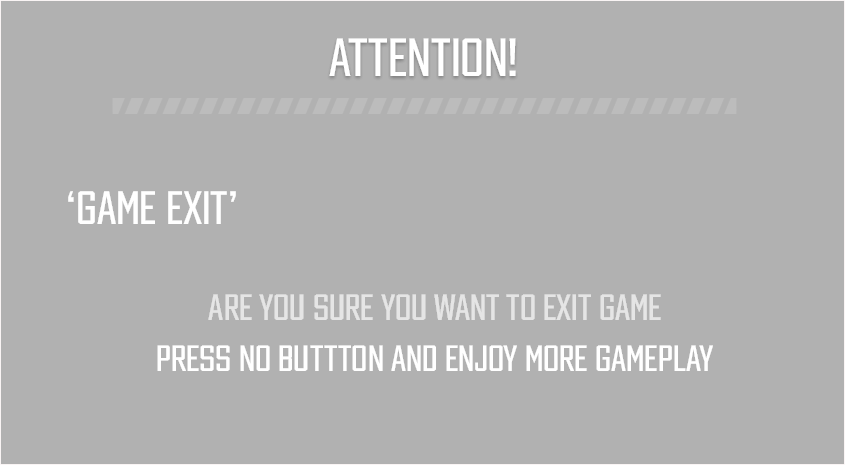 ATTENTION!
‘GAME EXIT’
ARE YOU SURE YOU WANT TO EXIT GAME
PRESS NO BUTTTON AND ENJOY MORE GAMEPLAY